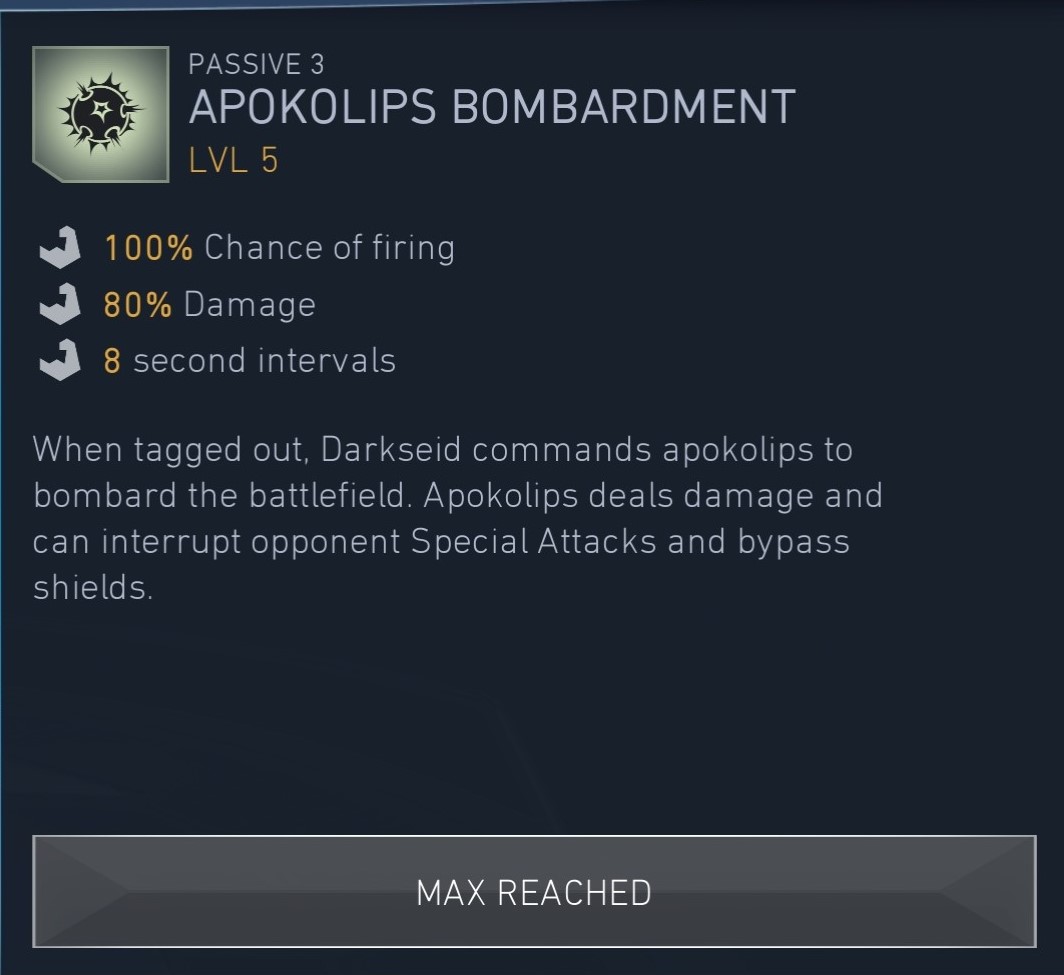 PASSIVE 3
APOKOLIPS BOMBARDMENT
LVL 5
100% Chance of firing
80% Damage
8 second intervals
When tagged out, Darkseid commands apokolips to
bombard the battlefield. Apokolips deals damage and
can interrupt opponent Special Attacks and bypass
shields.
MAX REACHED